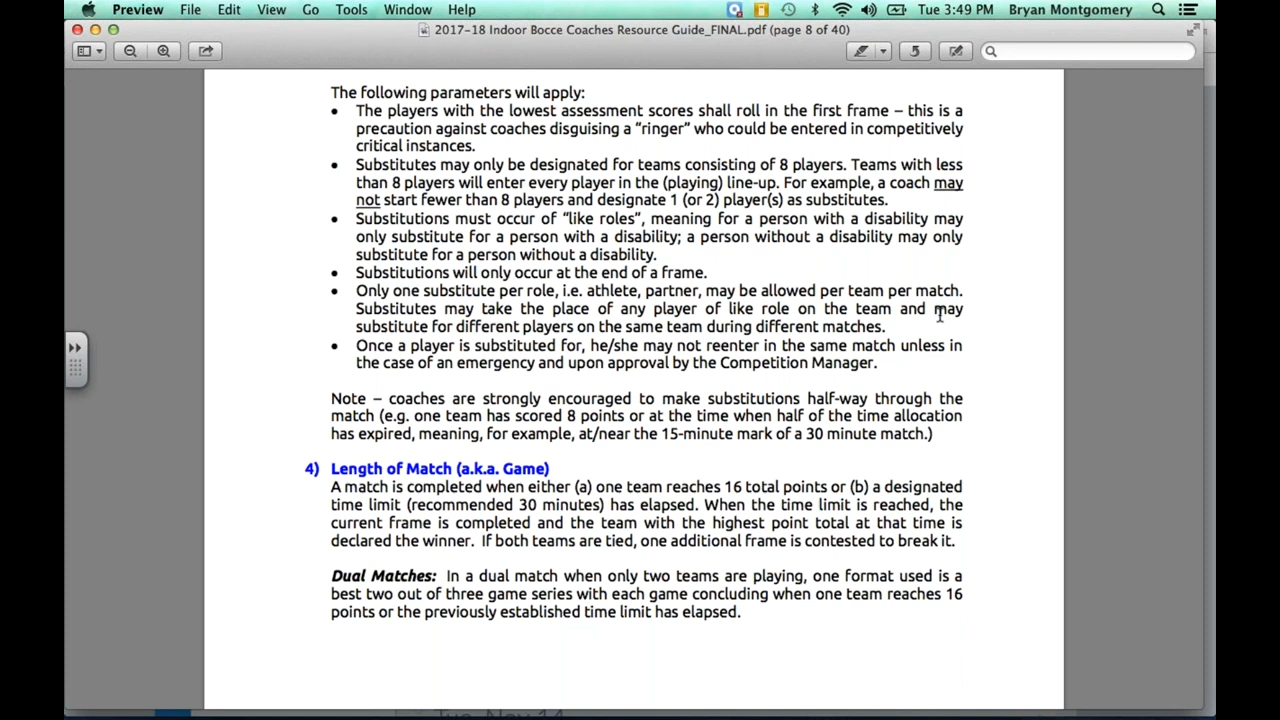 Preview File Edit View Go Tools Window Help Tue 3:49 PM Bryan Montgomery
2017-18 Indoor Bocce Coaches Resource Guide_FINAL.pdf (page 8 of 40)
The following parameters will apply:
• The players with the lowest assessment scores shall roll in the first frame – this is a
precaution against coaches disguising a “ringer” who could be entered in competitively
critical instances.
• Substitutes may only be designated for teams consisting of 8 players. Teams with less
than 8 players will enter every player in the (playing) line-up. For example, a coach may
not start fewer than 8 players and designate 1 (or 2) player(s) as substitutes.
• Substitutions must occur of “like roles”, meaning for a person with a disability may
only substitute for a person with a disability; a person without a disability may only
substitute for a person without a disability.
• Substitutions will only occur at the end of a frame.
• Only one substitute per role, i.e. athlete, partner, may be allowed per team per match.
Substitutes may take the place of any player of like role on the team and may
substitute for different players on the same team during different matches.
• Once a player is substituted for, he/she may not reenter in the same match unless in
the case of an emergency and upon approval by the Competition Manager.
Note – coaches are strongly encouraged to make substitutions half-way through the
match (e.g. one team has scored 8 points or at the time when half of the time allocation
has expired, meaning, for example, at/near the 15-minute mark of a 30 minute match.)
4) Length of Match (a.k.a. Game)
A match is completed when either (a) one team reaches 16 total points or (b) a designated
time limit (recommended 30 minutes) has elapsed. When the time limit is reached, the
current frame is completed and the team with the highest point total at that time is
declared the winner. If both teams are tied, one additional frame is contested to break it.
Dual Matches: In a dual match when only two teams are playing, one format used is a
best two out of three game series with each game concluding when one team reaches 16
points or the previously established time limit has elapsed.
Tue, Nov 14